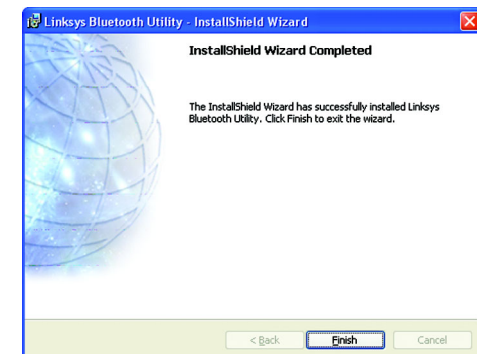 Linksys Bluetooth Utility - InstallShield Wizard
InstallShield Wizard Completed
The InstallShield Wizard has successfully installed Linksys
Bluetooth Utility. Click Finish to exit the wizard.
< Back
Finish
Cancel